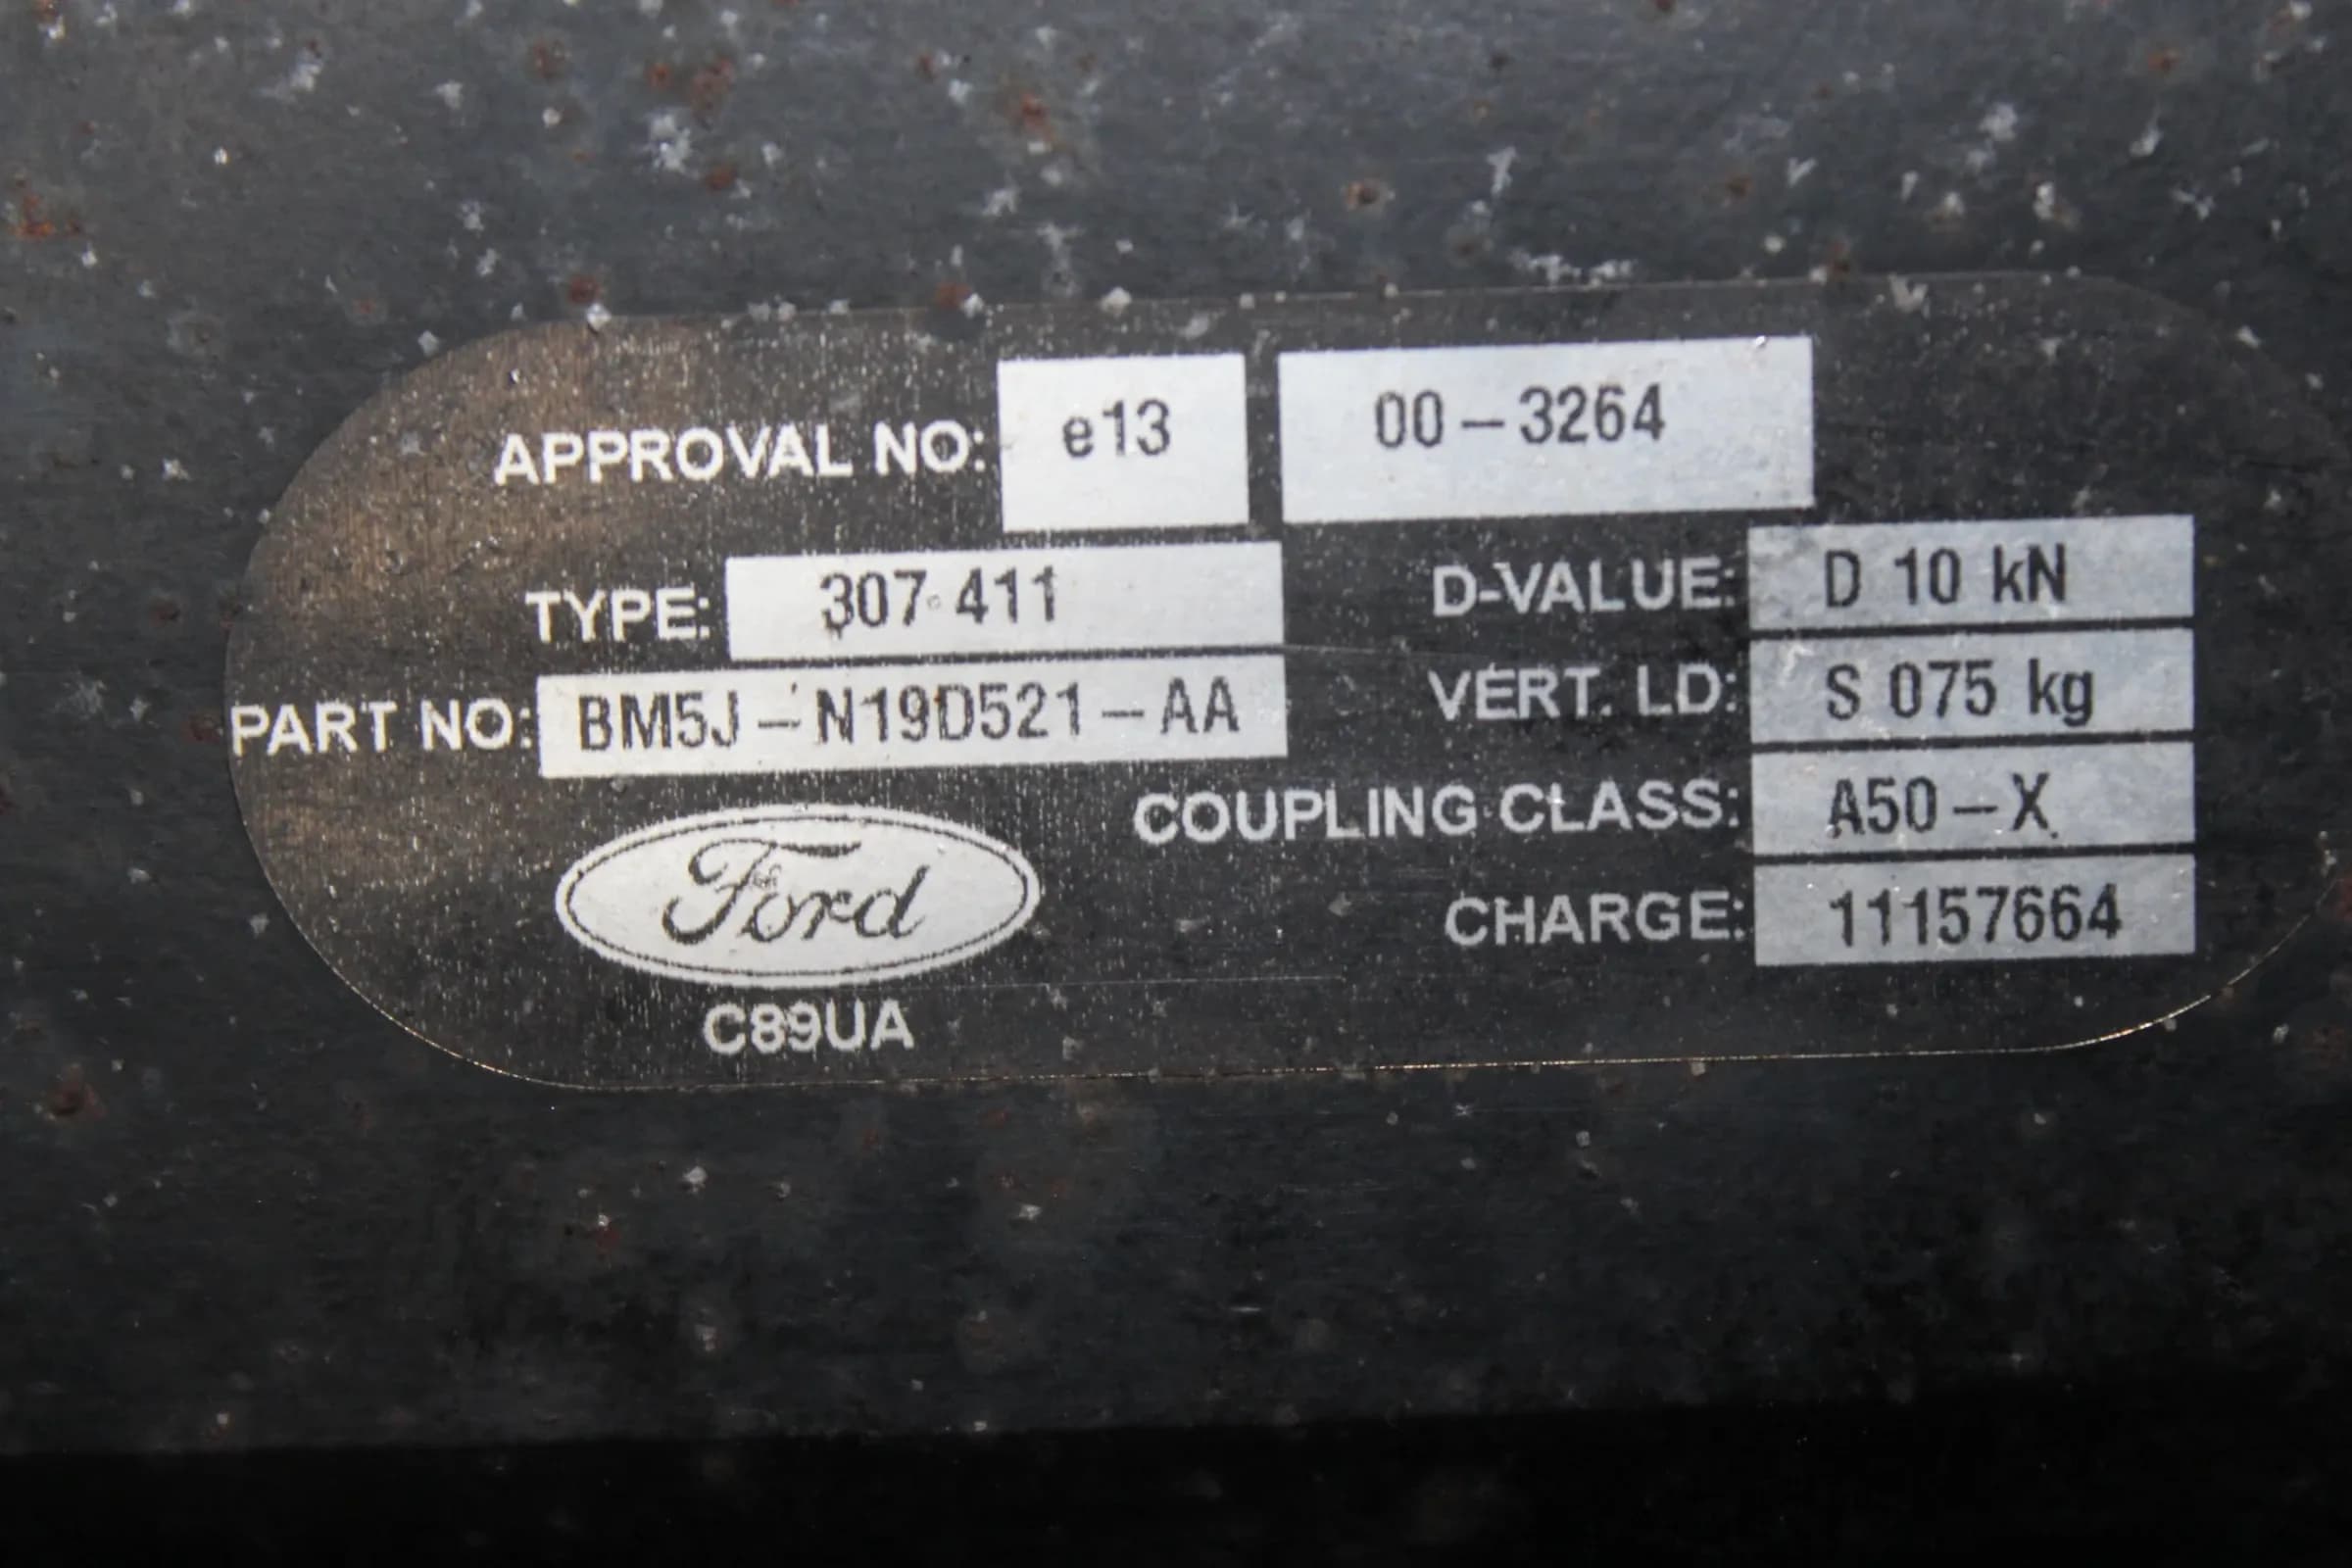 APPROVAL NO: e13 00-3264
TYPE: 307 411
D-VALUE: D 10 kN
PART NO: BM5J-N19D521-AA
VERT. LD: S 075 kg
COUPLING CLASS: A50-X
Ford
CHARGE: 11157664
C89UA